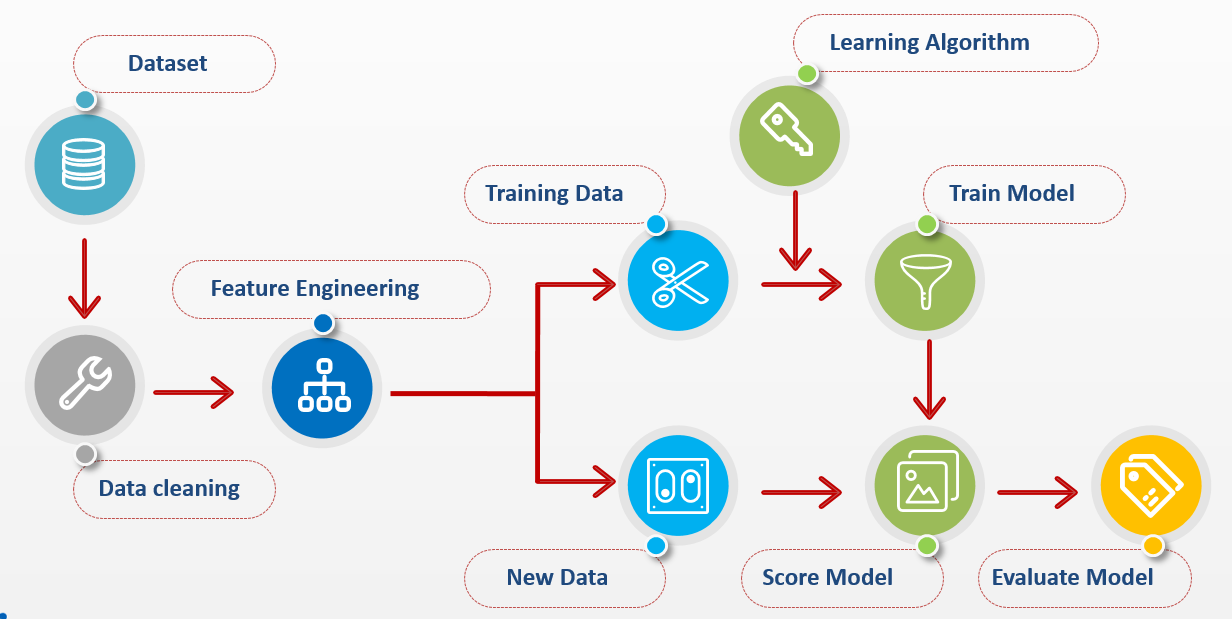 Dataset
Learning Algorithm
Training Data
Train Model
Feature Engineering
Data cleaning
New Data
Score Model
Evaluate Model